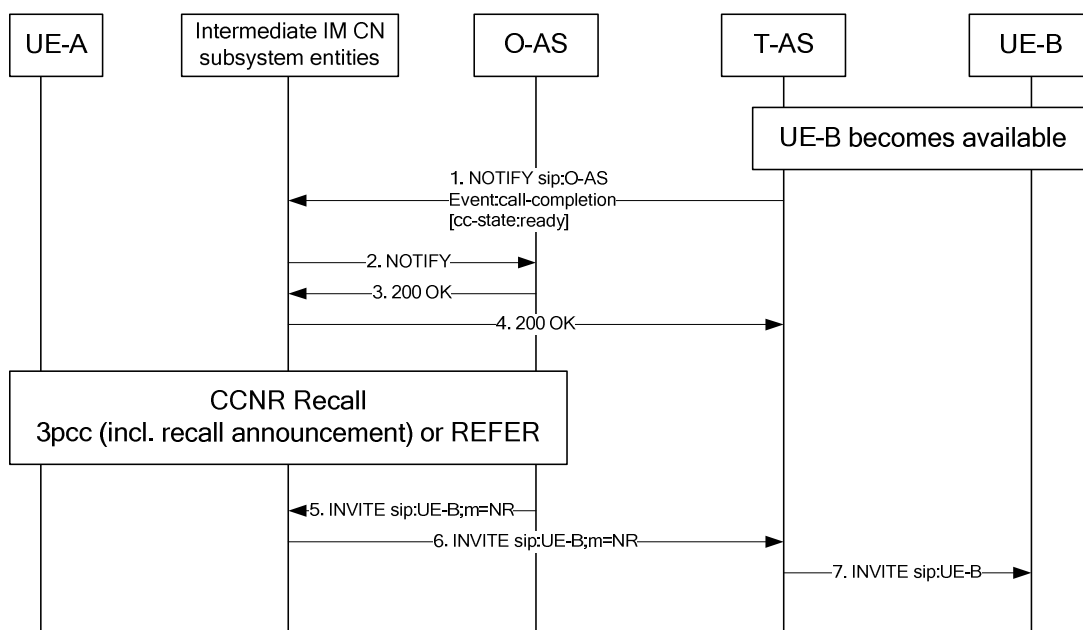 UE-A
Intermediate IM CN
subsystem entities
O-AS
T-AS
UE-B
UE-B becomes available
1. NOTIFY sip:O-AS
Event:call-completion
[cc-state:ready]
2. NOTIFY
3. 200 OK
4. 200 OK
CCNR Recall
3pcc (incl. recall announcement) or REFER
5. INVITE sip:UE-B;m=NR
6. INVITE sip:UE-B;m=NR
7. INVITE sip:UE-B